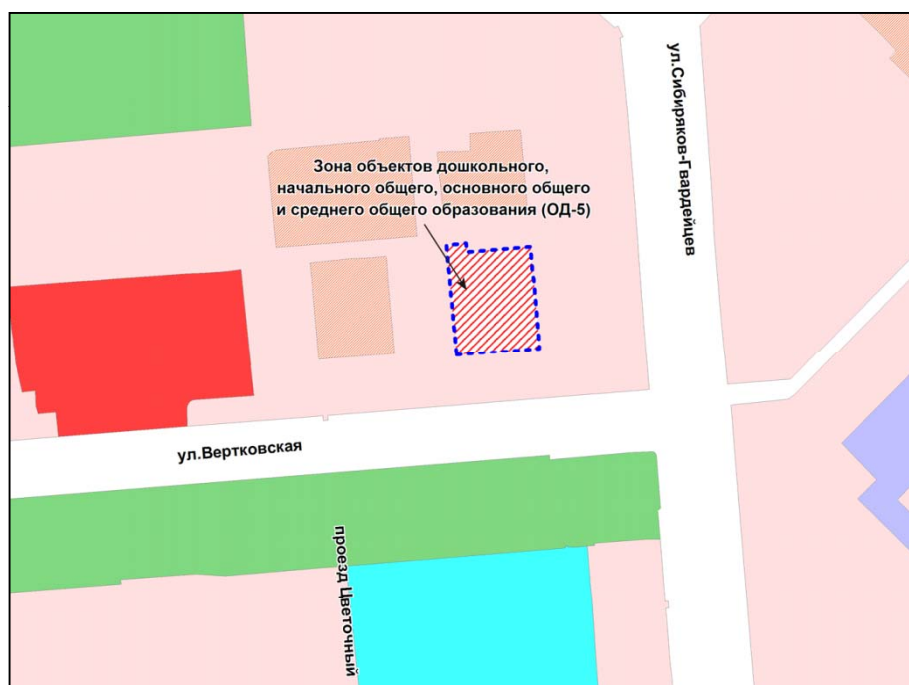 Зона объектов дошкольного,
начального общего, основного общего
и среднего общего образования (ОД-5)
ул.Сибиряков-Гвардейцев
ул.Вертковская
проезд Цветочный